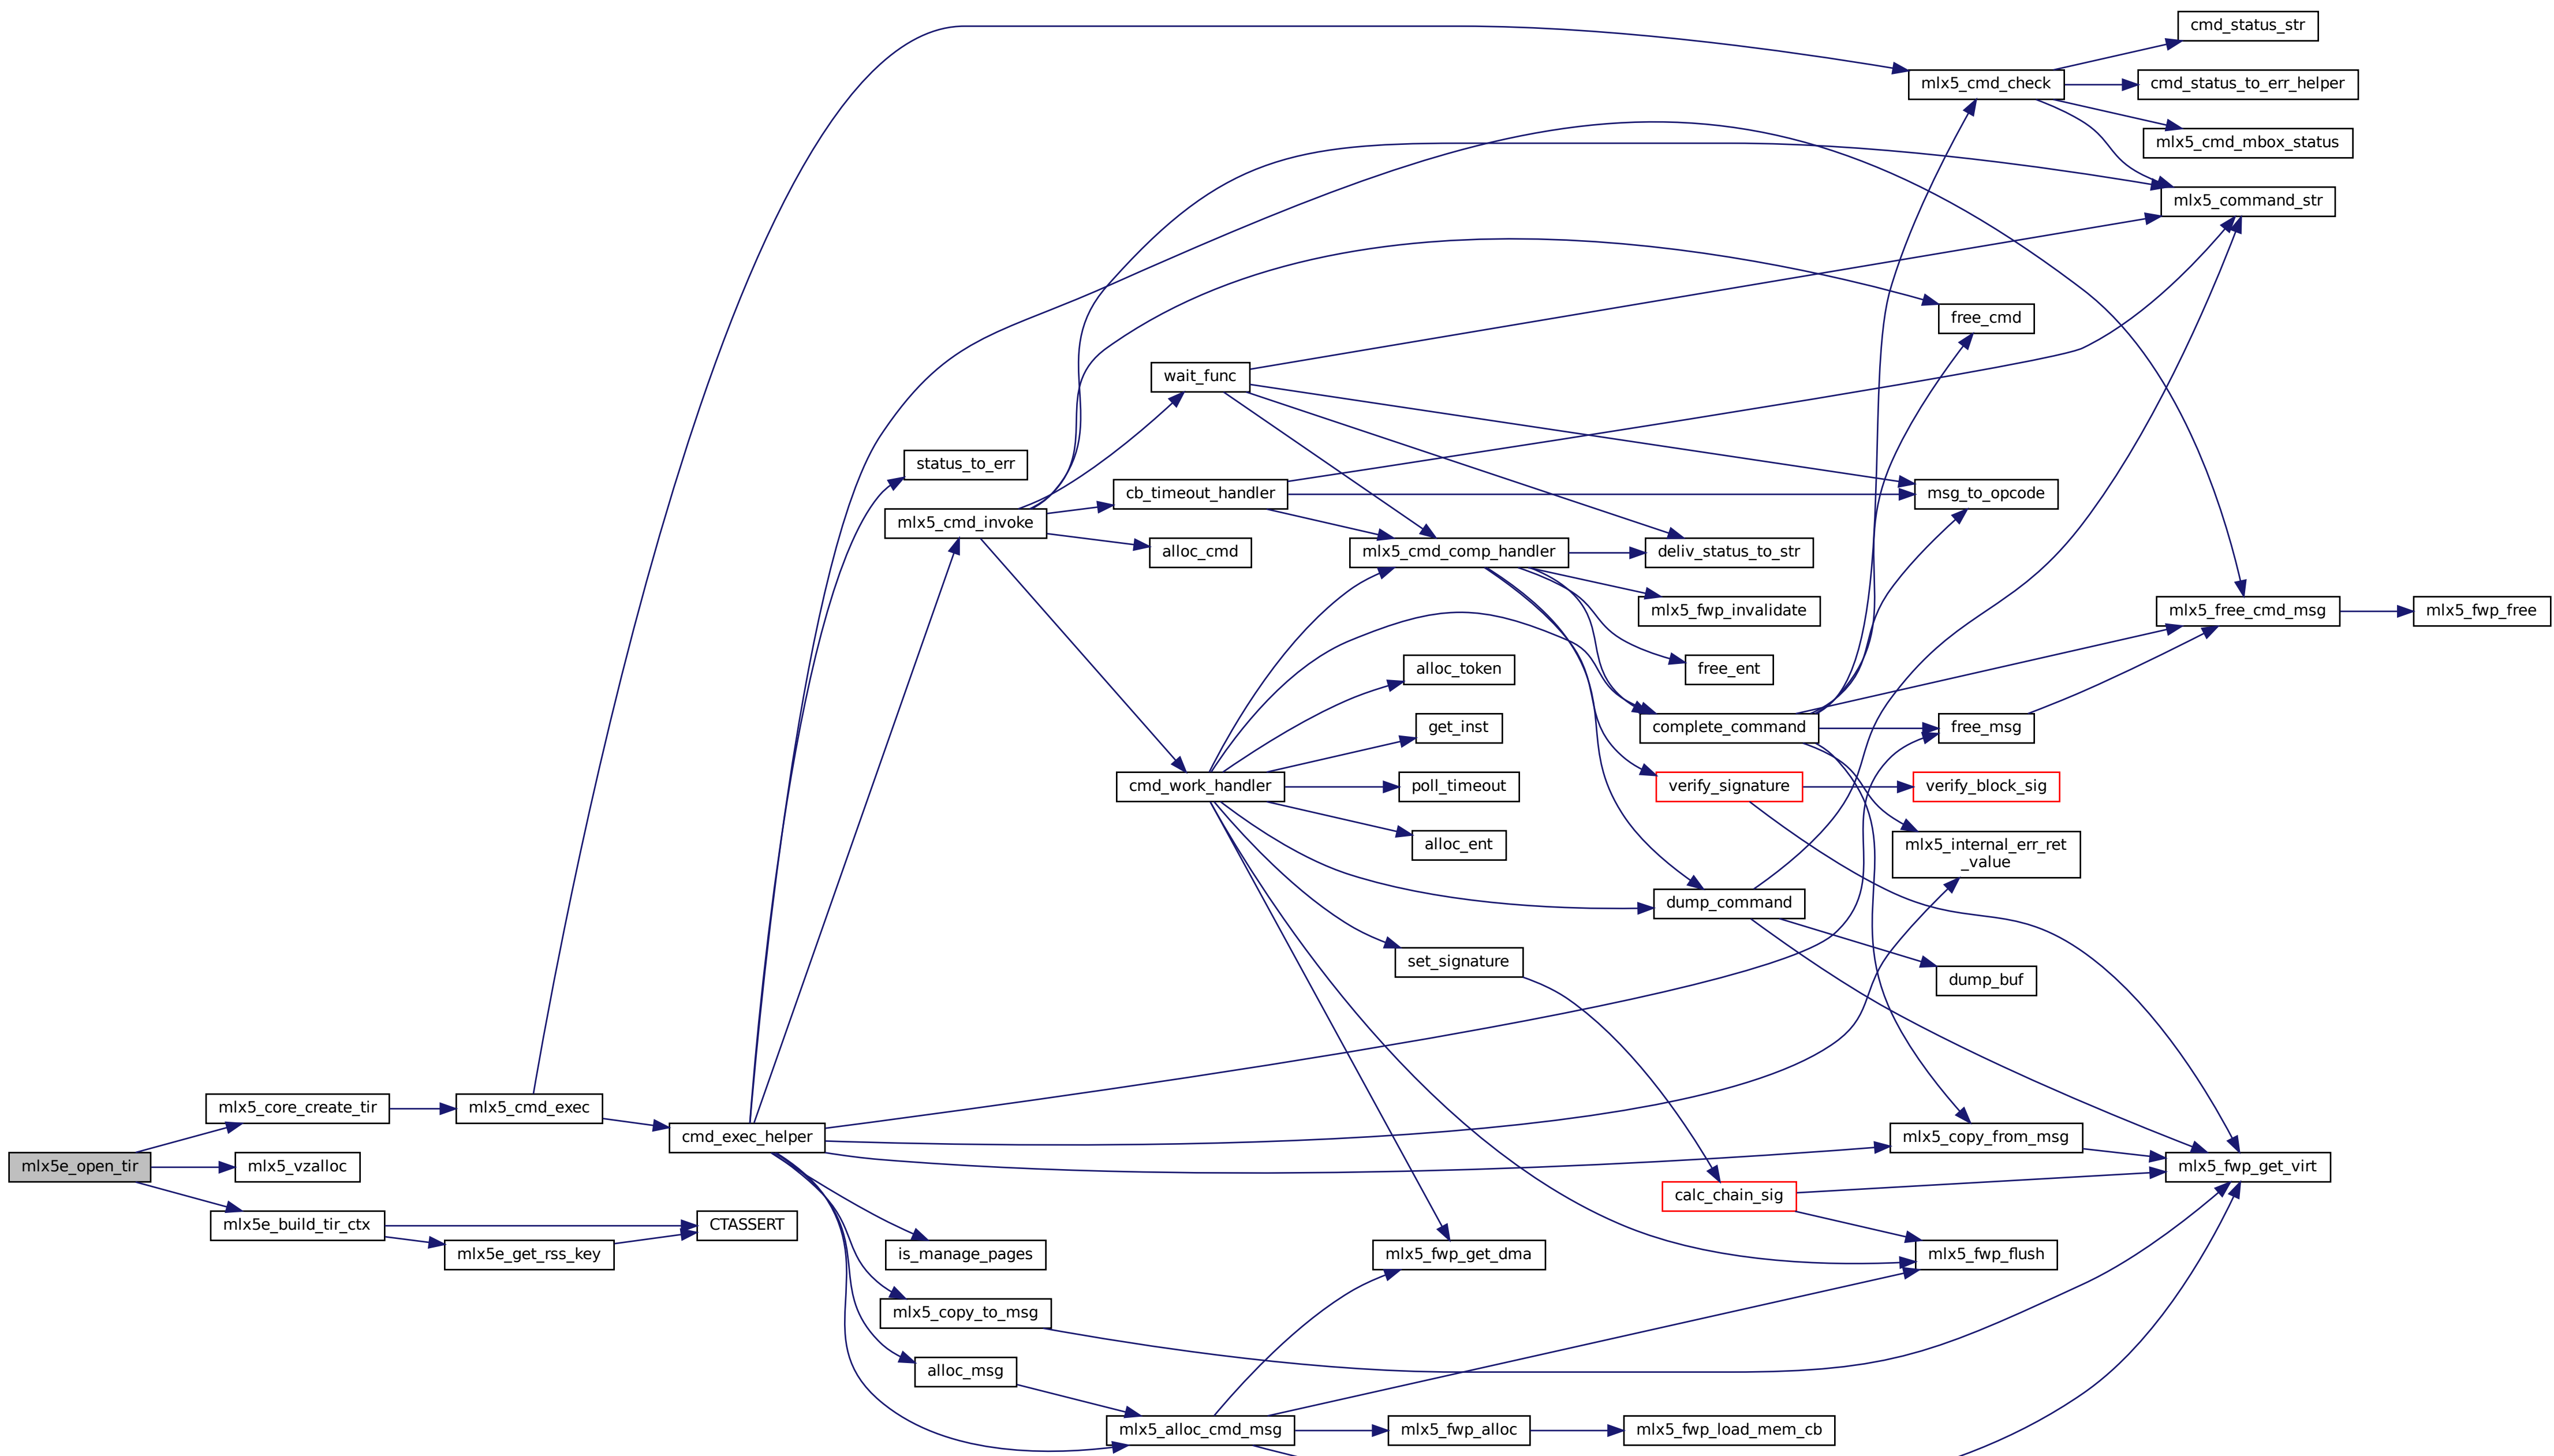 cmd_status_str
mlx5_cmd_check
cmd_status_to_err_helper
mlx5_cmd_mbox_status
mlx5_command_str
free_cmd
wait_func
status_to_err
cb_timeout_handler
msg_to_opcode
mlx5_cmd_invoke
alloc_cmd
mlx5_cmd_comp_handler
deliv_status_to_str
mlx5_fwp_invalidate
mlx5_free_cmd_msg
mlx5_fwp_free
alloc_token
free_ent
get_inst
complete_command
free_msg
cmd_work_handler
poll_timeout
verify_signature
verify_block_sig
alloc_ent
mlx5_internal_err_ret
_value
dump_command
set_signature
dump_buf
mlx5_core_create_tir
mlx5_cmd_exec
cmd_exec_helper
mlx5_copy_from_msg
mlx5e_open_tir
mlx5_vzalloc
mlx5_fwp_get_virt
calc_chain_sig
mlx5e_build_tir_ctx
CTASSERT
mlx5e_get_rss_key
is_manage_pages
mlx5_fwp_get_dma
mlx5_fwp_flush
mlx5_copy_to_msg
alloc_msg
mlx5_alloc_cmd_msg
mlx5_fwp_alloc
mlx5_fwp_load_mem_cb